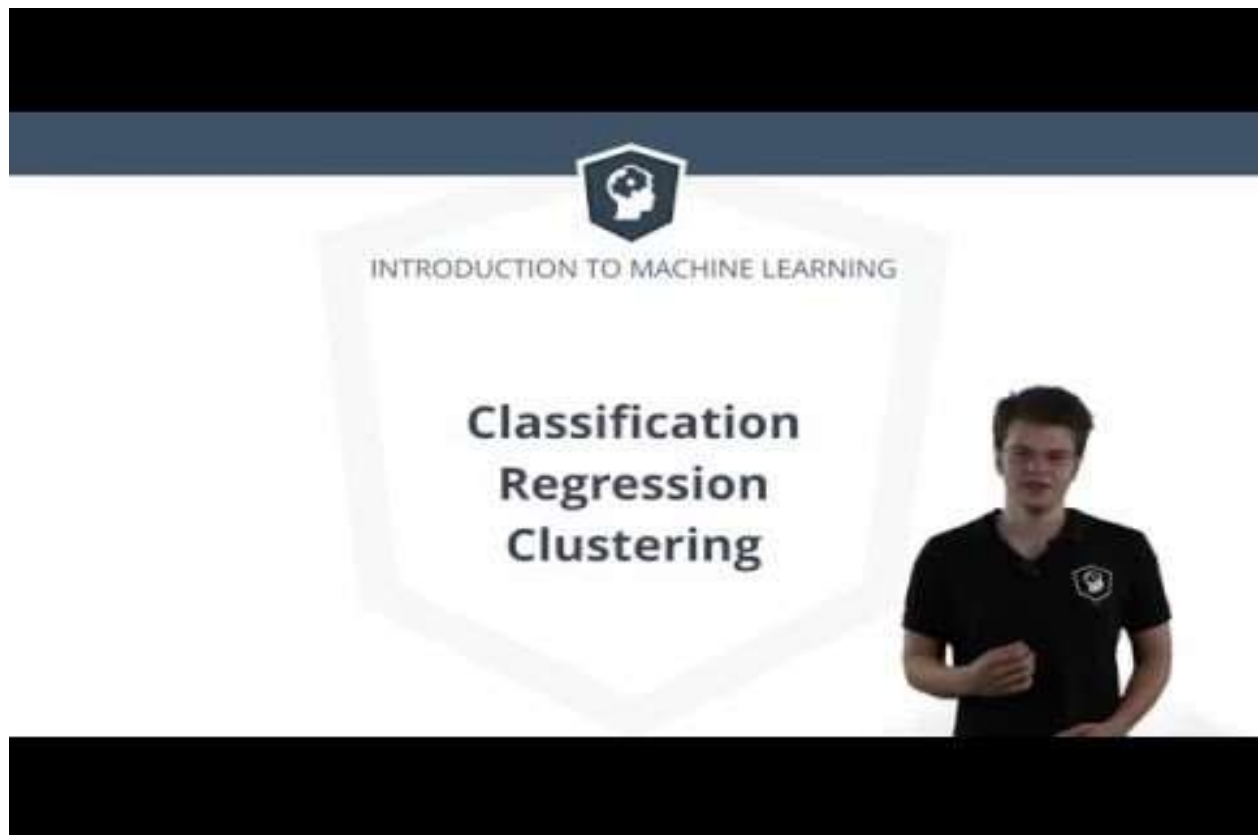 INTRODUCTION TO MACHINE LEARNING
Classification
Regression
Clustering